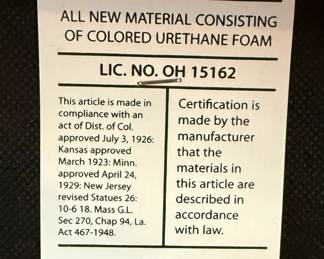 ALL NEW MATERIAL CONSISTING
OF COLORED URETHANE FOAM
LIC. NO. OH 15162
This article is made in
compliance with an
act of Dist. of Col.
approved July 3, 1926:
Kansas approved
March 1923: Minn.
approved April 24,
1929: New Jersey
revised Statues 26:
10-6 18. Mass G.L.
Sec 270, Chap 94, La.
Act 467-1948.
Certification is
made by the
manufacturer
that the
materials in
this article are
described in
accordance
with law.